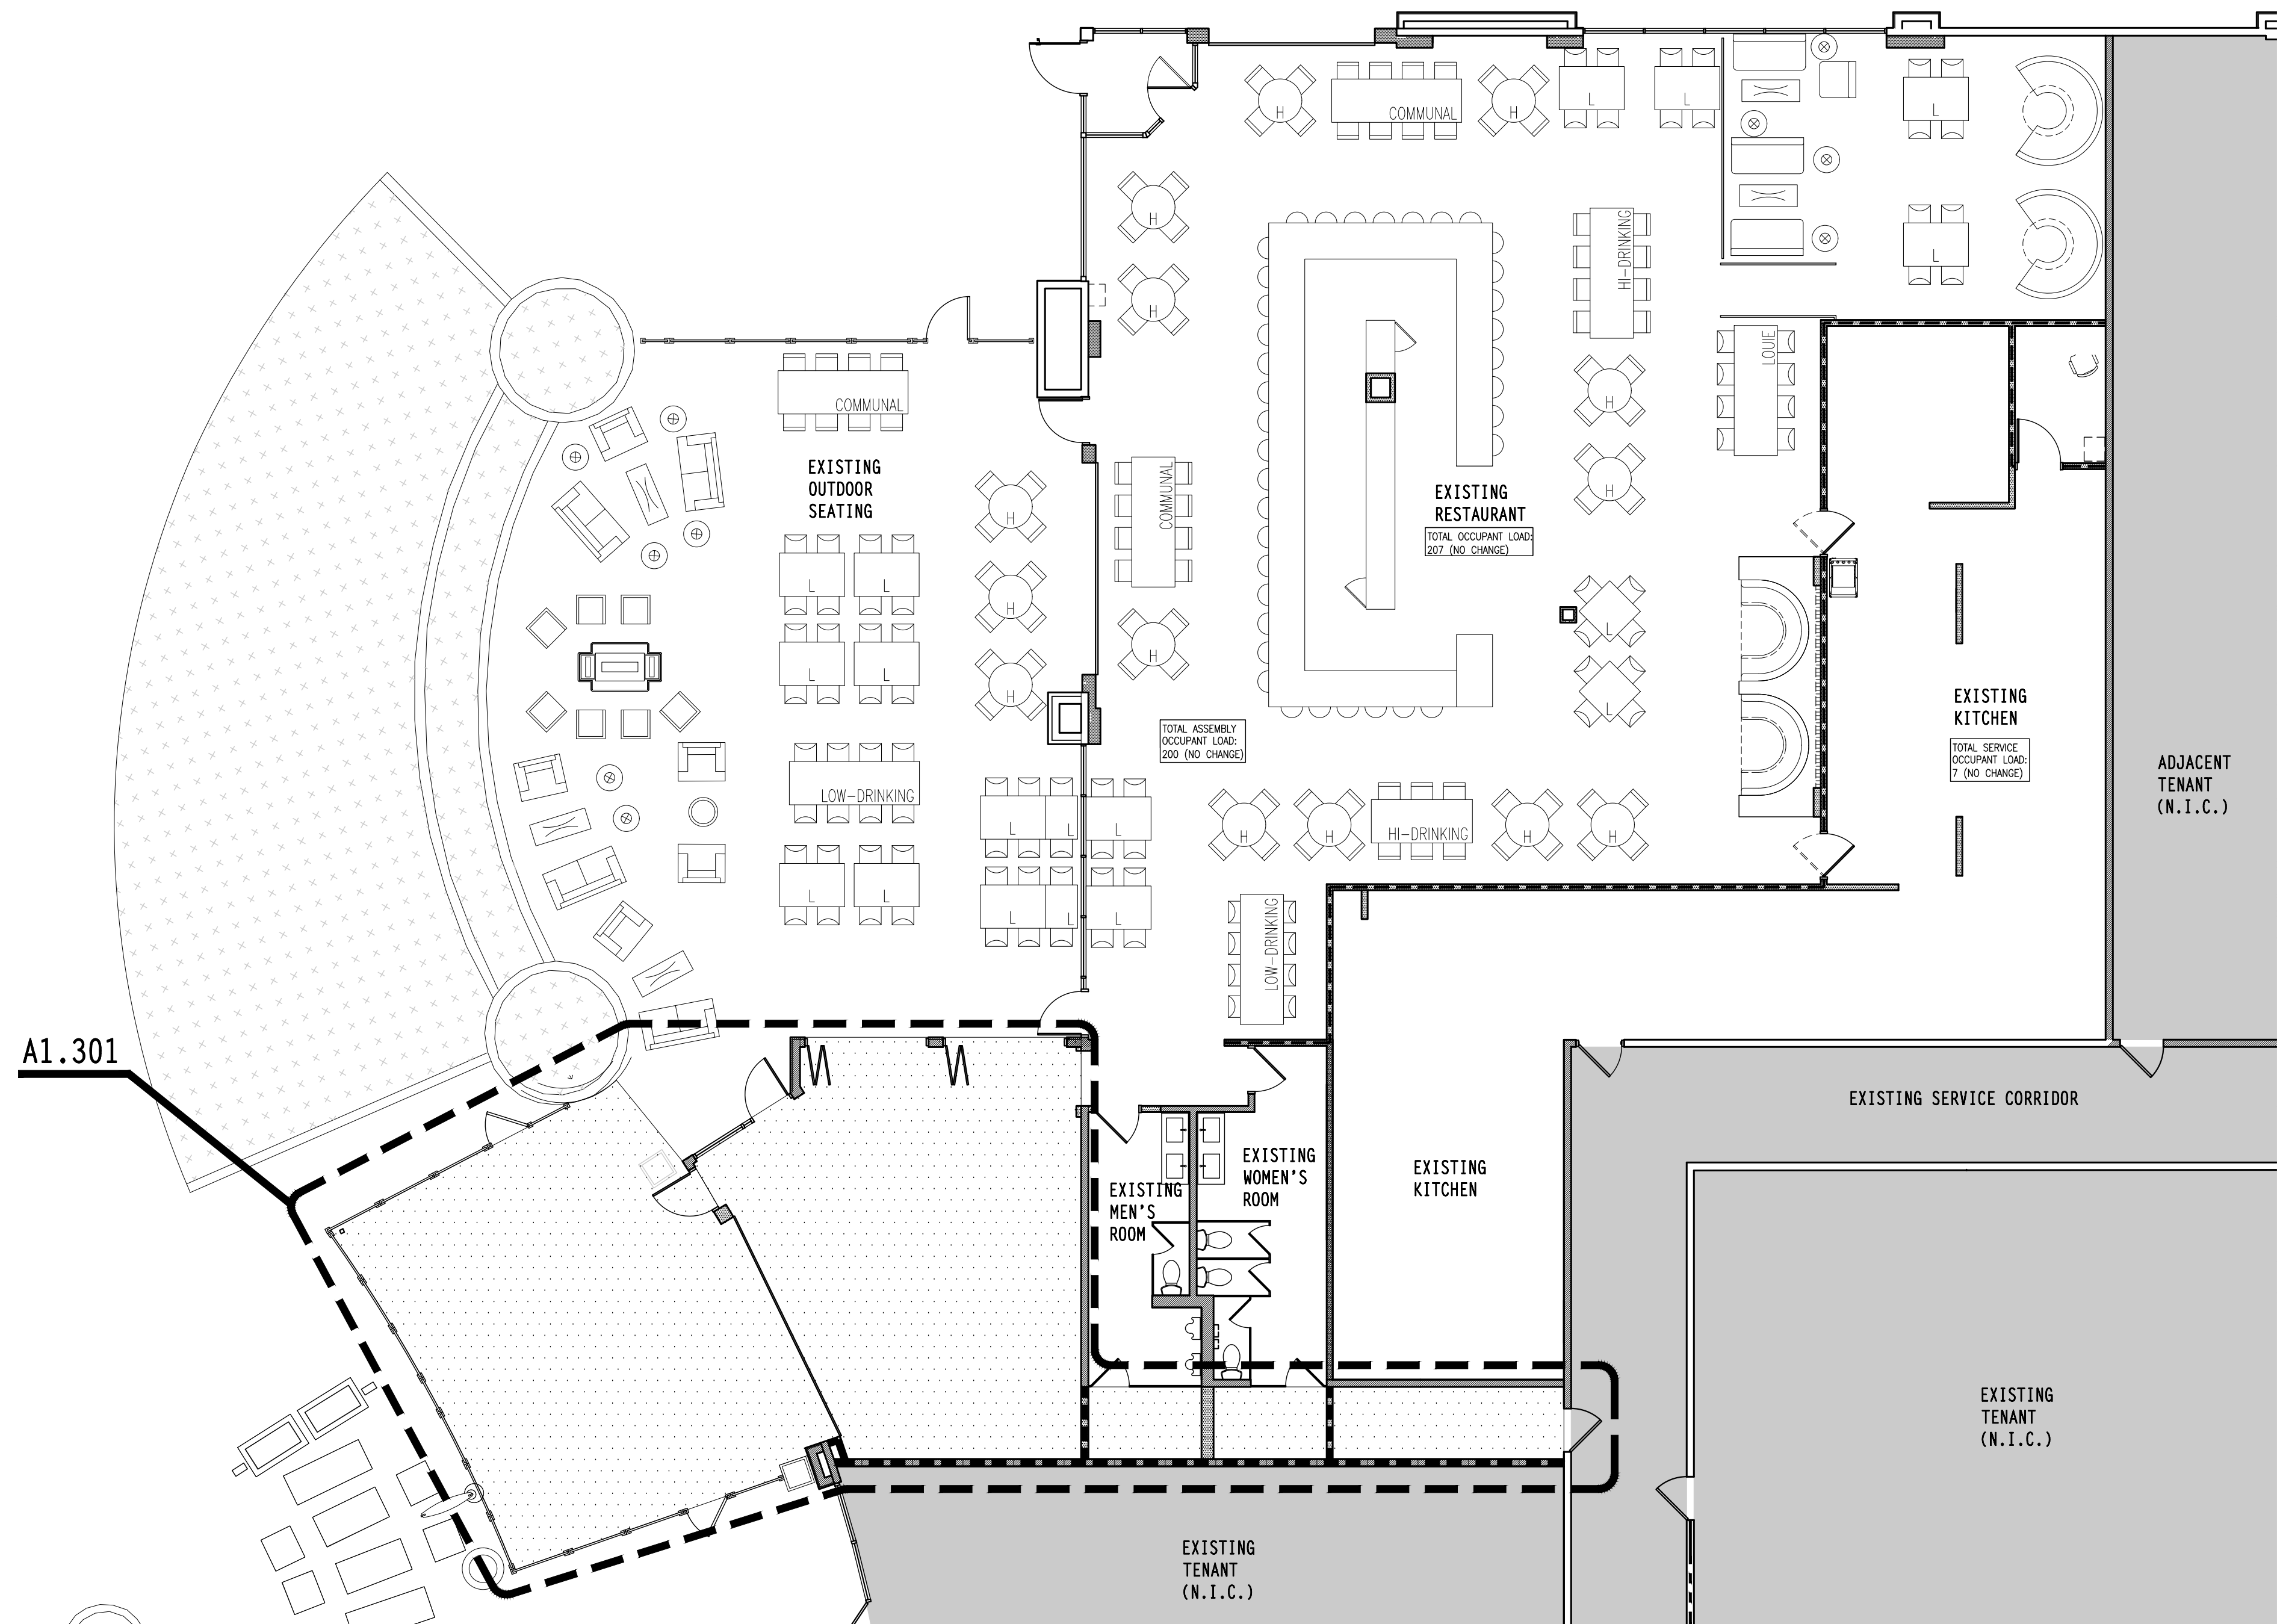 COMMUNAL
H
H
L
L
L
H
HI-DRINKING
L
H
LOUIE
COMMUNAL
H
EXISTING
OUTDOOR
SEATING
COMMUNAL
H
EXISTING
RESTAURANT
TOTAL OCCUPANT LOAD:
207 (NO CHANGE)
H
L
L
H
L
L
L
H
H
L
L
EXISTING
KITCHEN
TOTAL SERVICE
OCCUPANT LOAD:
7 (NO CHANGE)
TOTAL ASSEMBLY
OCCUPANT LOAD:
200 (NO CHANGE)
ADJACENT
TENANT
(N.I.C.)
LOW-DRINKING
L
L
L
H
H
HI-DRINKING
H
H
L
L
L
L
L
LOW-DRINKING
A1.301
EXISTING SERVICE CORRIDOR
EXISTING
WOMEN'S
ROOM
EXISTING
MEN'S
ROOM
EXISTING
KITCHEN
EXISTING
TENANT
(N.I.C.)
EXISTING
TENANT
(N.I.C.)